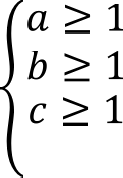 a ≥ 1
b ≥ 1
c ≥ 1